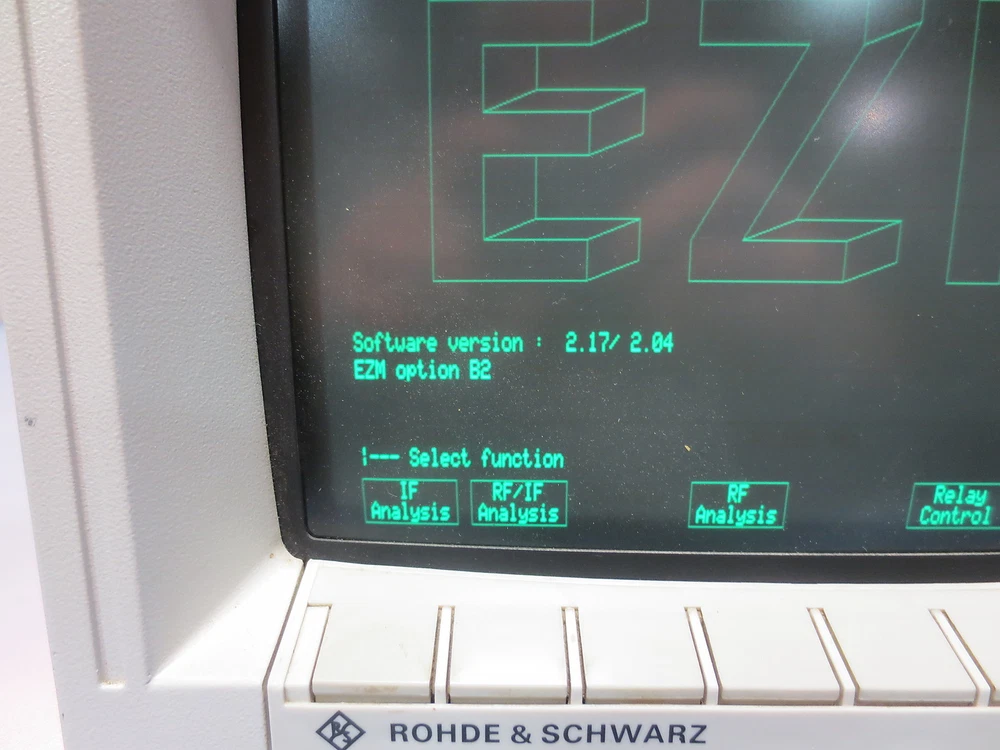 EZ
Software version :  2.17/ 2.04
EZM option B2
¦--- Select function
IF
Analysis
RF/IF
Analysis
RF
Analysis
Relay
Control
R&S
ROHDE & SCHWARZ